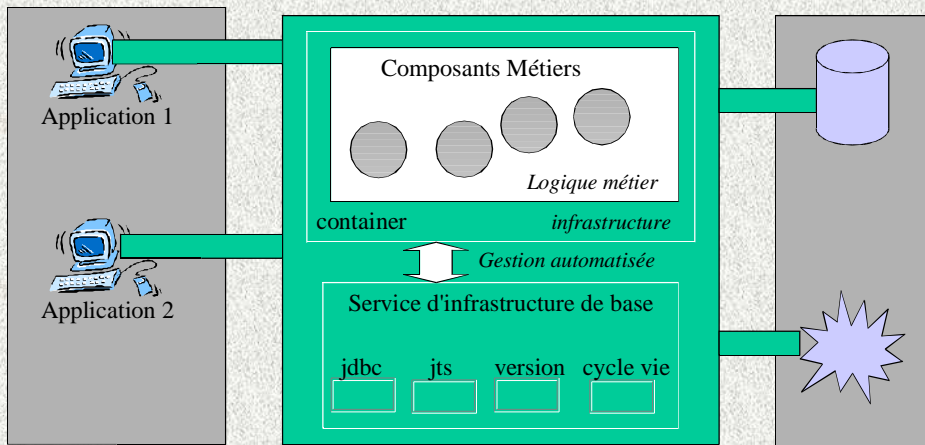 Application 1
Application 2
Composants Métiers
Logique métier
container infrastructure
Gestion automatisée
Service d'infrastructure de base
jdbc jts version cycle vie